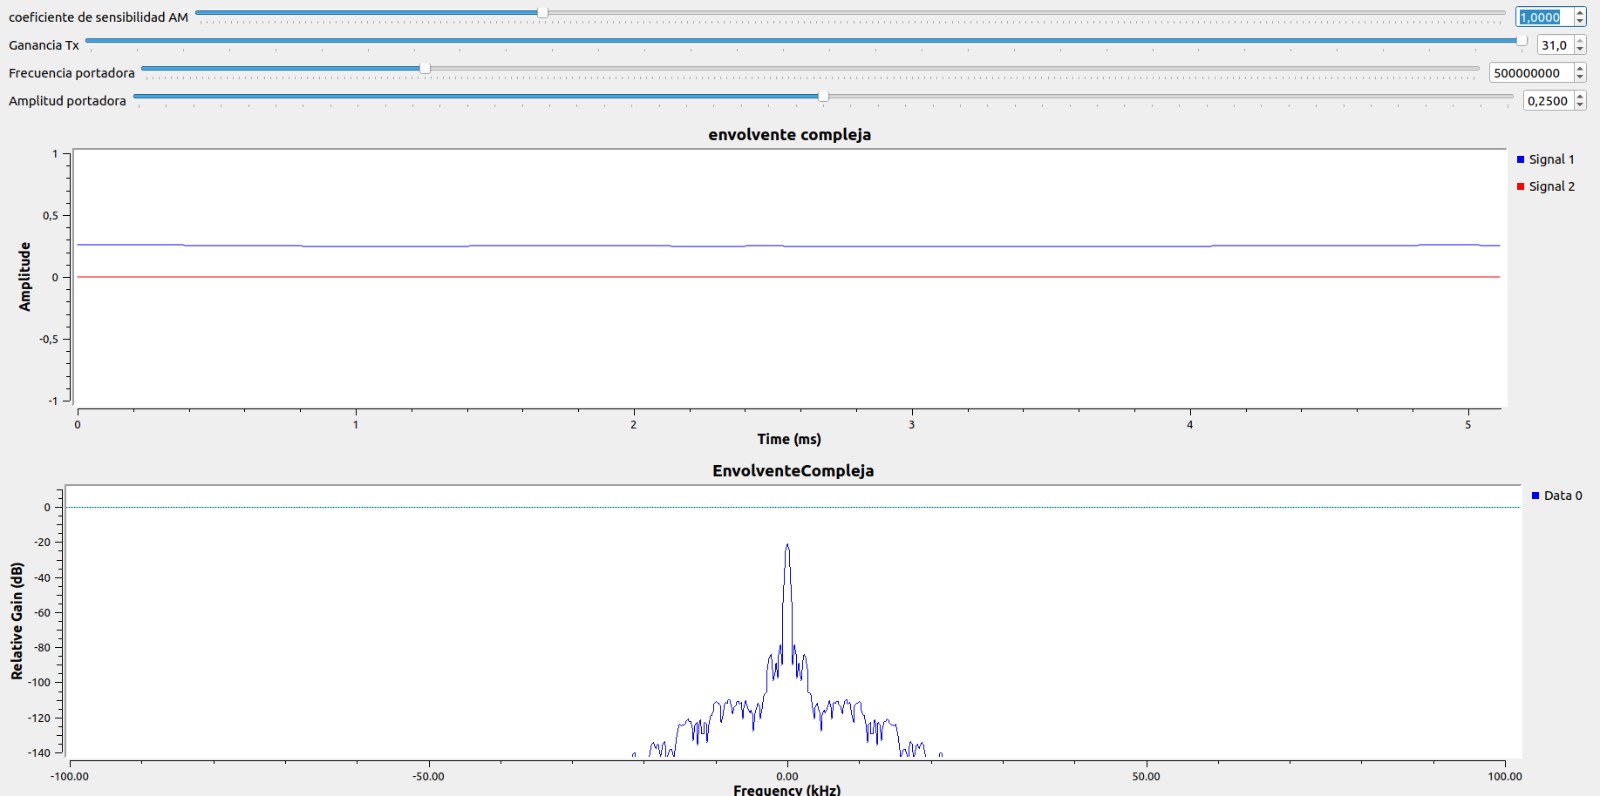 coeficiente de sensibilidad AM 1,0000
Ganancia Tx 31,0
Frecuencia portadora 500000000
Amplitud portadora 0,2500
envolvente compleja
1
0,5
0
-0,5
-1
Amplitude
0 1 2 3 4 5
Time (ms)
Signal 1
Signal 2
EnvolventeCompleja
0
-20
-40
-60
-80
-100
-120
-140
Relative Gain (dB)
-100.00 -50.00 0.00 50.00 100.00
Frequency (kHz)
Data 0